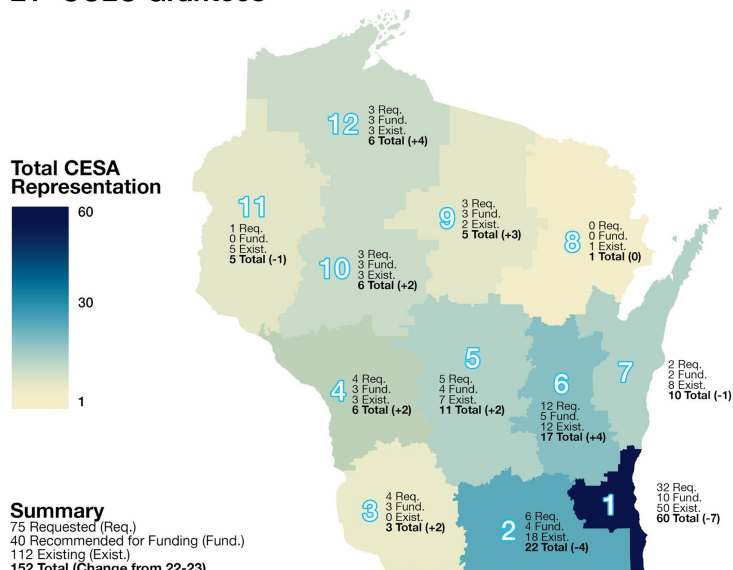 21st CCLC Grantees
12
3 Req.
3 Fund.
3 Exist.
6 Total (+4)
Total CESA
Representation
60
30
1
11
1 Req.
0 Fund.
5 Exist.
5 Total (-1)
9
3 Req.
3 Fund.
2 Exist.
5 Total (+3)
8
0 Req.
0 Fund.
1 Exist.
1 Total (0)
10
3 Req.
3 Fund.
3 Exist.
6 Total (+2)
4
4 Req.
3 Fund.
3 Exist.
6 Total (+2)
5
5 Req.
4 Fund.
7 Exist.
11 Total (+2)
6
12 Req.
5 Fund.
12 Exist.
17 Total (+4)
7
2 Req.
2 Fund.
8 Exist.
10 Total (-1)
3
4 Req.
3 Fund.
0 Exist.
3 Total (+2)
2
6 Req.
4 Fund.
18 Exist.
22 Total (-4)
1
32 Req.
10 Fund.
50 Exist.
60 Total (-7)
Summary
75 Requested (Req.)
40 Recommended for Funding (Fund.)
112 Existing (Exist.)
152 Total (Change from 22-23)